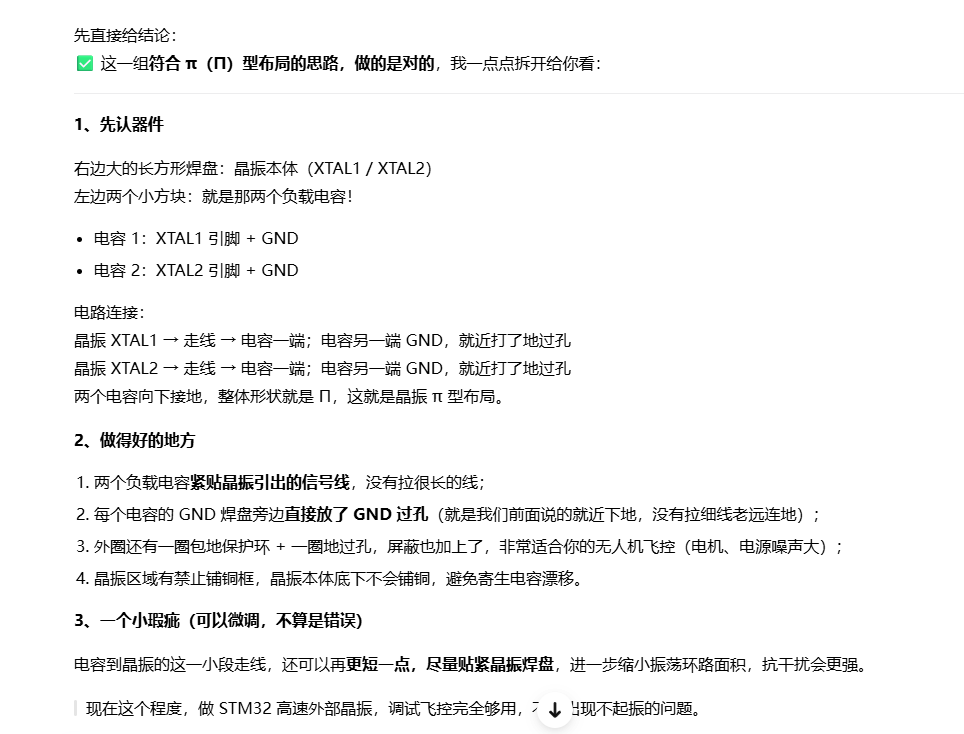 先直接给结论：
✅ 这一组符合 π（Π）型布局的思路，做的是对的，我一点点拆开给你看：
1、先认器件
右边大的长方形焊盘：晶振本体（XTAL1 / XTAL2）
左边两个小方块：就是那两个负载电容！
• 电容 1：XTAL1 引脚 + GND
• 电容 2：XTAL2 引脚 + GND
电路连接：
晶振 XTAL1 → 走线 → 电容一端；电容另一端 GND，就近打了地过孔
晶振 XTAL2 → 走线 → 电容一端；电容另一端 GND，就近打了地过孔
两个电容向下接地，整体形状就是 Π，这就是晶振 π 型布局。
2、做得好的地方
1. 两个负载电容紧贴晶振引出的信号线，没有拉很长的线；
2. 每个电容的 GND 焊盘旁边直接放了 GND 过孔（就是我们前面说的就近下地，没有拉细线老远连地）；
3. 外圈还有一圈包地保护环 + 一圈地过孔，屏蔽也加上了，非常适合你的无人机飞控（电机、电源噪声大）；
4. 晶振区域有禁止铺铜框，晶振本体底下不会铺铜，避免寄生电容漂移。
3、一个小瑕疵（可以微调，不算是错误）
电容到晶振的这一小段走线，还可以再更短一点，尽量贴紧晶振焊盘，进一步缩小振荡环路面积，抗干扰会更强。
现在这个程度，做 STM32 高速外部晶振，调试飞控完全够用，不出现不起振的问题。